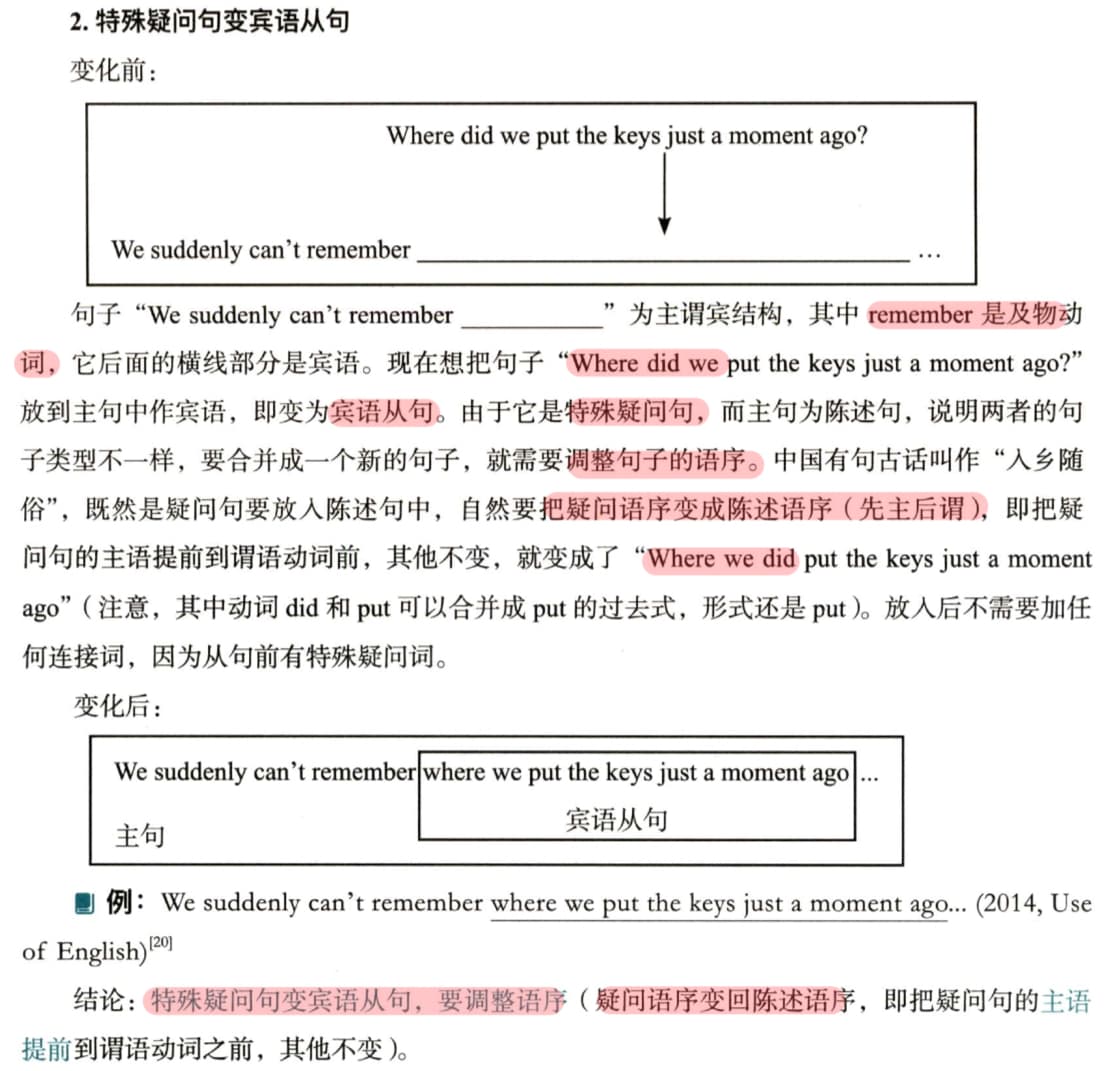 2. 特殊疑问句变宾语从句
变化前：
Where did we put the keys just a moment ago?
We suddenly can't remember ___ …
句子“We suddenly can't remember ___”为主谓宾结构，其中 remember 是及物动
词，它后面的横线部分是宾语。现在想把句子“Where did we put the keys just a moment ago?”
放到主句中作宾语，即变为宾语从句。由于它是特殊疑问句，而主句为陈述句，说明两者的句
子类型不一样，要合并成一个新的句子，就需要调整句子的语序。中国有句古话叫作“入乡随
俗”，既然是疑问句要放入陈述句中，自然要把疑问语序变成陈述语序（先主后谓），即把疑
问句的主语提前到谓语动词前，其他不变，就变成了“Where we did put the keys just a moment
ago”（注意，其中动词 did 和 put 可以合并成 put 的过去式，形式还是 put）。放入后不需要加任
何连接词，因为从句前有特殊疑问词。
变化后：
We suddenly can't remember where we put the keys just a moment ago ...
主句 宾语从句
例：We suddenly can't remember where we put the keys just a moment ago... (2014, Use
of English)[20]
结论：特殊疑问句变宾语从句，要调整语序（疑问语序变回陈述语序，即把疑问句的主语
提前到谓语动词之前，其他不变）。